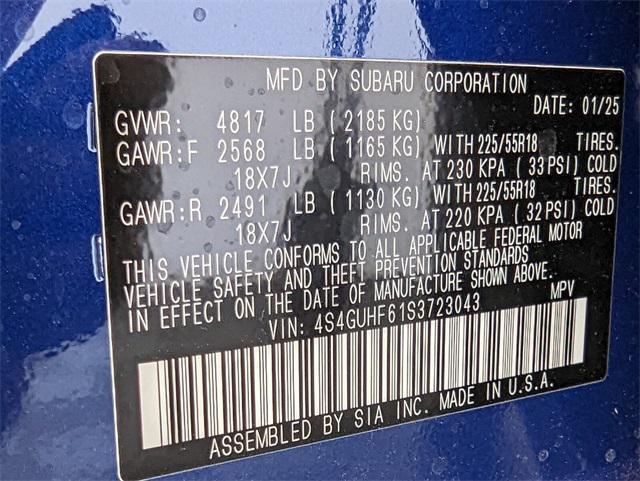 MFD BY SUBARU CORPORATION
DATE: 01/25
GVWR: 4817 LB ( 2185 KG)
GAWR:F 2568 LB ( 1165 KG) WITH 225/55R18 TIRES.
18X7J RIMS. AT 230 KPA ( 33 PSI) COLD
GAWR:R 2491 LB ( 1130 KG) WITH 225/55R18 TIRES.
18X7J RIMS. AT 220 KPA ( 32 PSI) COLD
THIS VEHICLE CONFORMS TO ALL APPLICABLE FEDERAL MOTOR
VEHICLE SAFETY AND THEFT PREVENTION STANDARDS
IN EFFECT ON THE DATE OF MANUFACTURE SHOWN ABOVE.
VIN: 4S4GUHF61S3723043 MPV
ASSEMBLED BY SIA INC. MADE IN U.S.A.